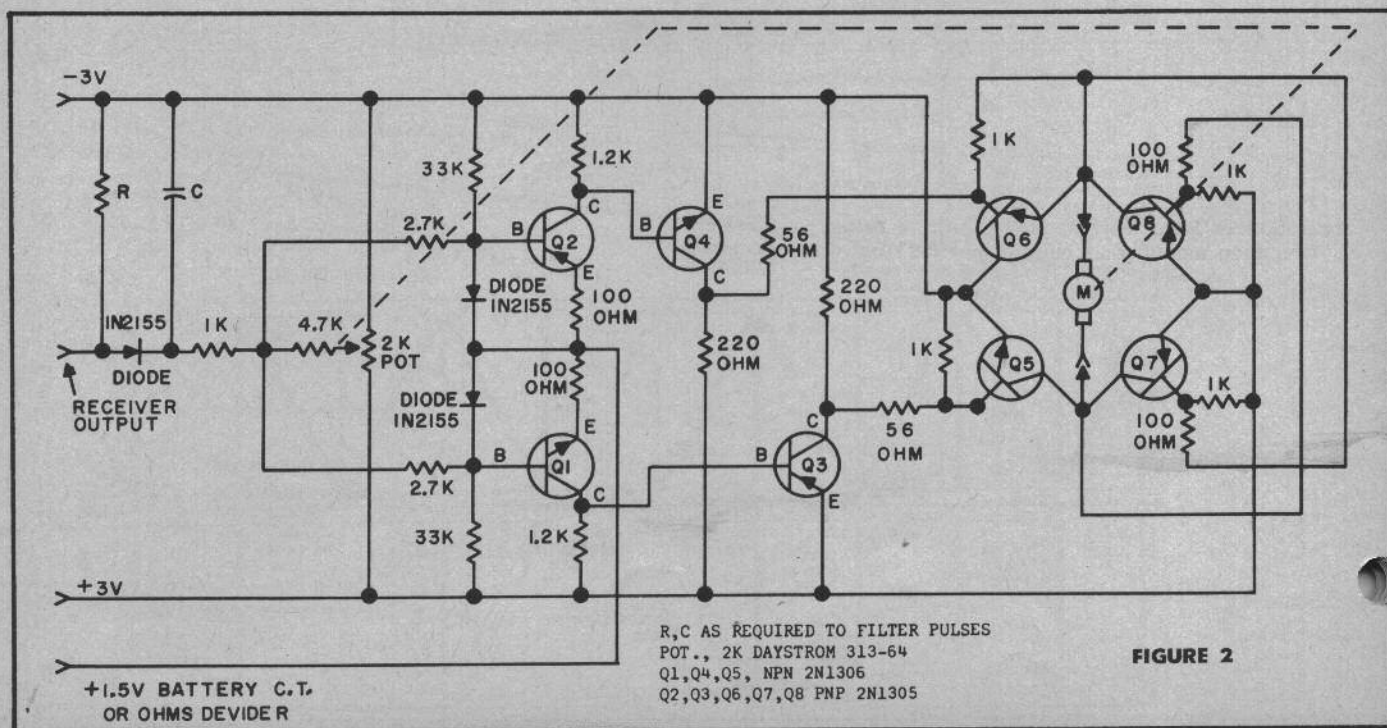 -3V
R
C
33K
1.2K
2.7K
B
C
Q2
E
B
E
Q4
C
56
OHM
220
OHM
1K
Q6
100
OHM
1K
Q8
M
DIODE
IN2155
100
OHM
IN2155
DIODE
1K
4.7K
2K
POT
RECEIVER
OUTPUT
220
OHM
1K
Q5
Q7
1K
100
OHM
DIODE
IN2155
100
OHM
E
B
Q1
C
2.7K
33K
1.2K
B
C
Q3
E
56
OHM
+3V
+1.5V BATTERY C.T.
OR OHMS DEVIDER
R,C AS REQUIRED TO FILTER PULSES
POT., 2K DAYSTROM 313-64
Q1,Q4,Q5, NPN 2N1306
Q2,Q3,Q6,Q7,Q8 PNP 2N1305
FIGURE 2